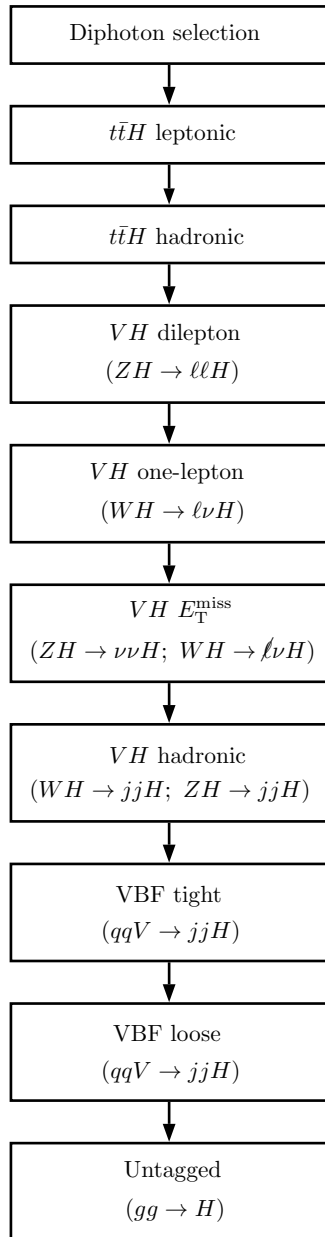 Diphoton selection
tt̄H leptonic
tt̄H hadronic
VH dilepton
(ZH → ℓℓH)
VH one-lepton
(WH → ℓνH)
VH E_T^miss
(ZH → ννH; WH → ℓ̸νH)
VH hadronic
(WH → jjH; ZH → jjH)
VBF tight
(qqV → jjH)
VBF loose
(qqV → jjH)
Untagged
(gg → H)